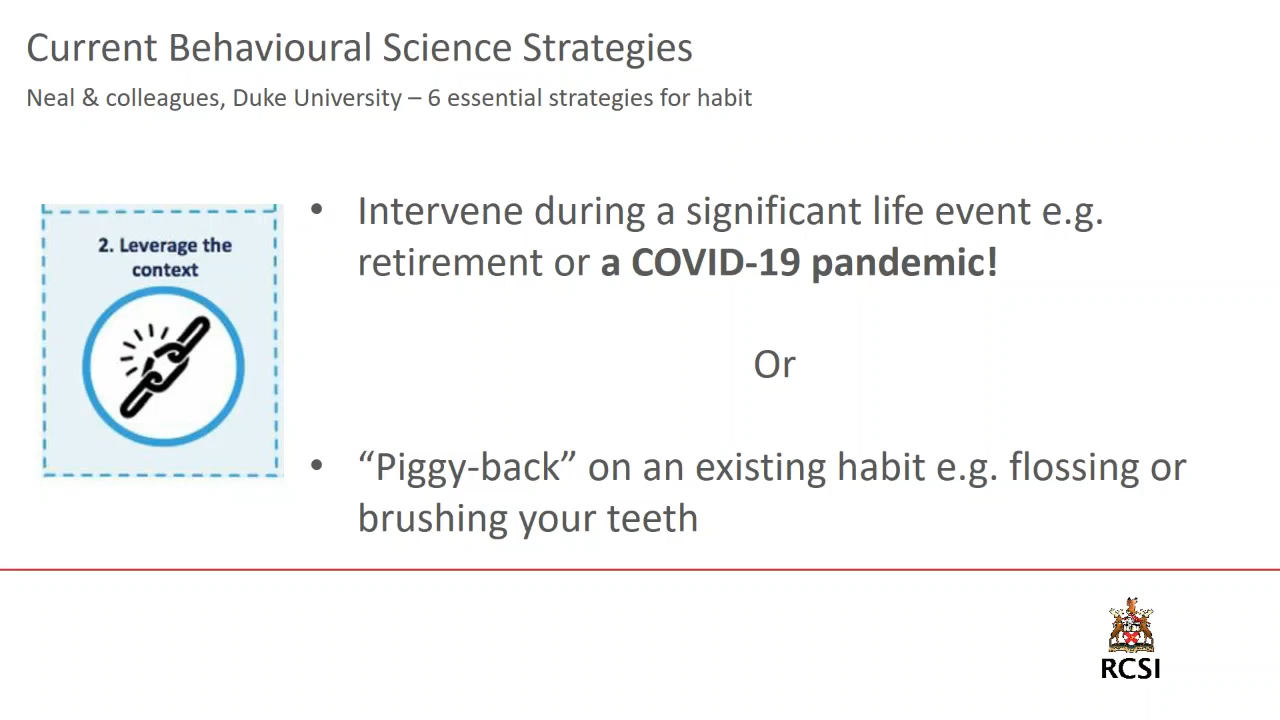 Current Behavioural Science Strategies
Neal & colleagues, Duke University – 6 essential strategies for habit
2. Leverage the
context
• Intervene during a significant life event e.g.
retirement or a COVID-19 pandemic!
Or
• “Piggy-back” on an existing habit e.g. flossing or
brushing your teeth
RCSI